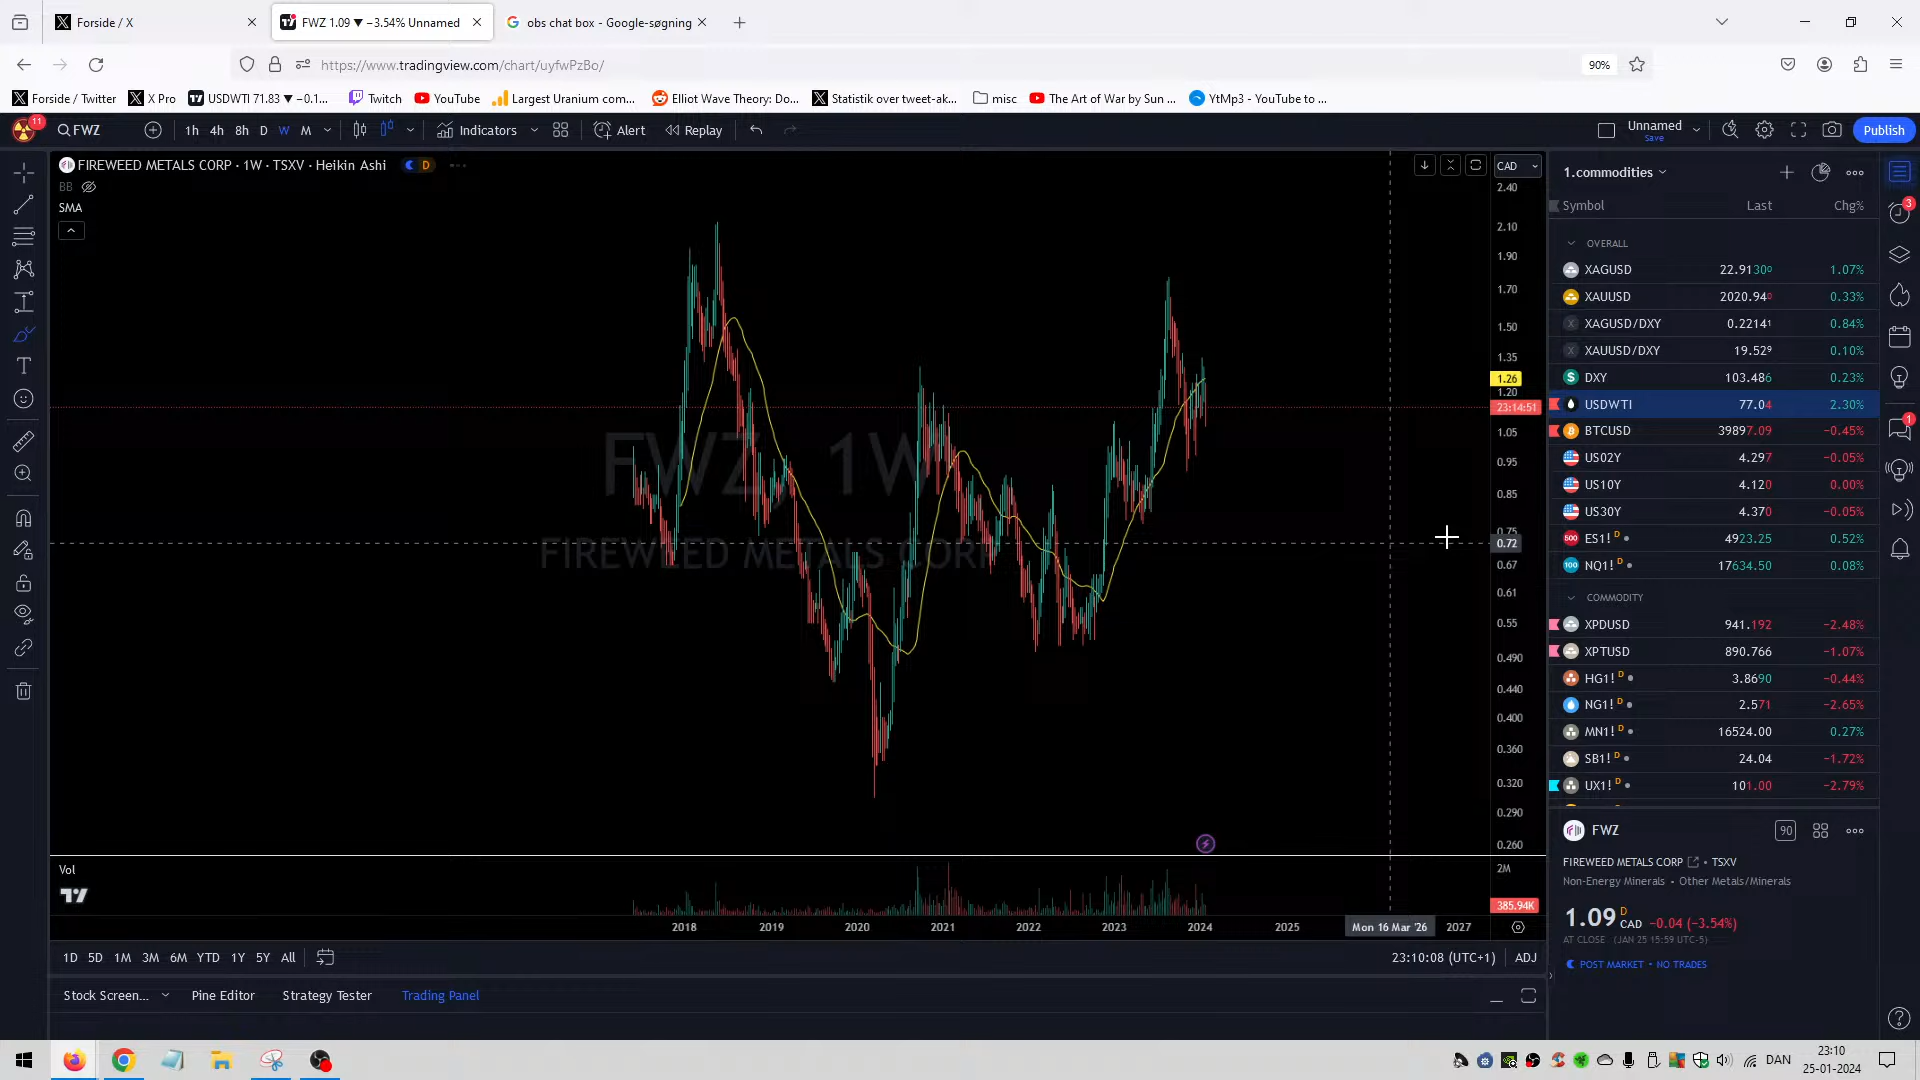 Forside / X
FWZ 1.09 ▼ −3.54% Unnamed
obs chat box - Google-søgning
https://www.tradingview.com/chart/uyfwPzBo/
90%
Forside / Twitter
X Pro
USDWTI 71.83 ▼ −0.1...
Twitch
YouTube
Largest Uranium com...
Elliot Wave Theory: Do...
Statistik over tweet-ak...
misc
The Art of War by Sun ...
YtMp3 - YouTube to ...
11
FWZ
1h 4h 8h D W M
Indicators
Alert
Replay
Unnamed
Save
Publish
FIREWEED METALS CORP · 1W · TSXV · Heikin Ashi
D
CAD
BB
SMA
FWZ, 1W
FIREWEED METALS CORP
2.40
2.10
1.90
1.70
1.50
1.35
1.26
1.20
23:14:51
1.05
0.95
0.85
0.75
0.72
0.67
0.61
0.55
0.490
0.440
0.400
0.360
0.320
0.290
0.260
Vol
2M
385.94K
2018 2019 2020 2021 2022 2023 2024 2025 Mon 16 Mar '26 2027
1D 5D 1M 3M 6M YTD 1Y 5Y All
23:10:08 (UTC+1) ADJ
Stock Screen... Pine Editor Strategy Tester Trading Panel
1.commodities
Symbol Last Chg%
OVERALL
XAGUSD 22.9130⁰ 1.07%
XAUUSD 2020.94⁰ 0.33%
XAGUSD/DXY 0.2214¹ 0.84%
XAUUSD/DXY 19.52⁹ 0.10%
DXY 103.486 0.23%
USDWTI 77.04 2.30%
BTCUSD 39897.09 −0.45%
US02Y 4.297 −0.05%
US10Y 4.120 0.00%
US30Y 4.370 −0.05%
500 ES1! D 4923.25 0.52%
100 NQ1! D 17634.50 0.08%
COMMODITY
XPDUSD 941.192 −2.48%
XPTUSD 890.766 −1.07%
HG1! D 3.8690 −0.44%
NG1! D 2.571 −2.65%
MN1! D 16524.00 0.27%
SB1! D 24.04 −1.72%
UX1! D 101.00 −2.79%
FWZ
90
FIREWEED METALS CORP • TSXV
Non-Energy Minerals • Other Metals/Minerals
1.09 D CAD −0.04 (−3.54%)
AT CLOSE (JAN 25 15:59 UTC-5)
POST MARKET • NO TRADES
3
1
DAN
23:10
25-01-2024